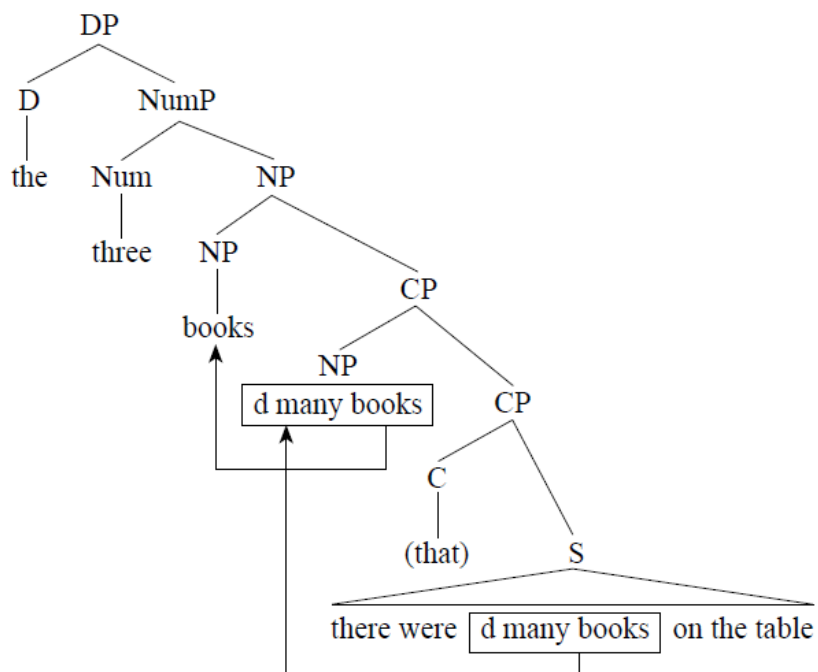 DP
D NumP
the Num NP
three NP CP
books NP CP
d many books
C S
(that)
there were d many books on the table